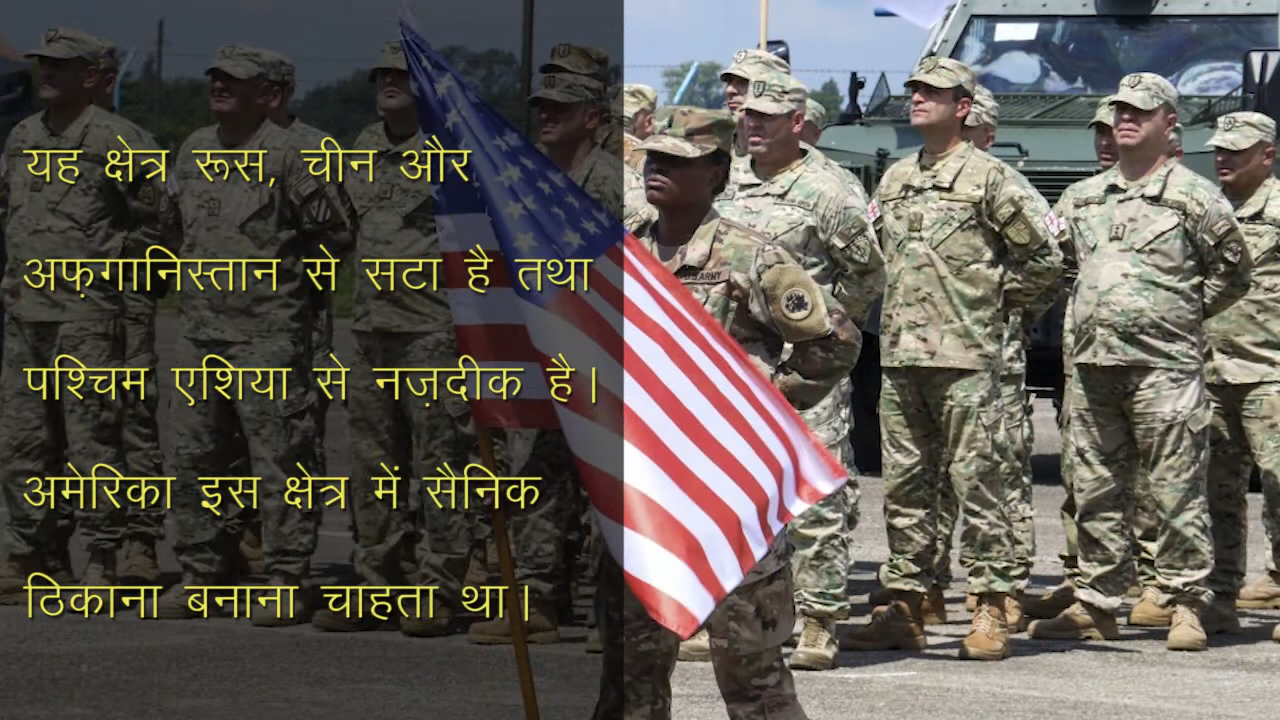 यह क्षेत्र रूस, चीन और
अफ़गानिस्तान से सटा है तथा
पश्चिम एशिया से नज़दीक है।
अमेरिका इस क्षेत्र में सैनिक
ठिकाना बनाना चाहता था।